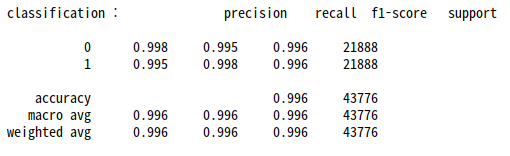 classification : precision recall f1-score support
0 0.998 0.995 0.996 21888
1 0.995 0.998 0.996 21888
accuracy 0.996 43776
macro avg 0.996 0.996 0.996 43776
weighted avg 0.996 0.996 0.996 43776